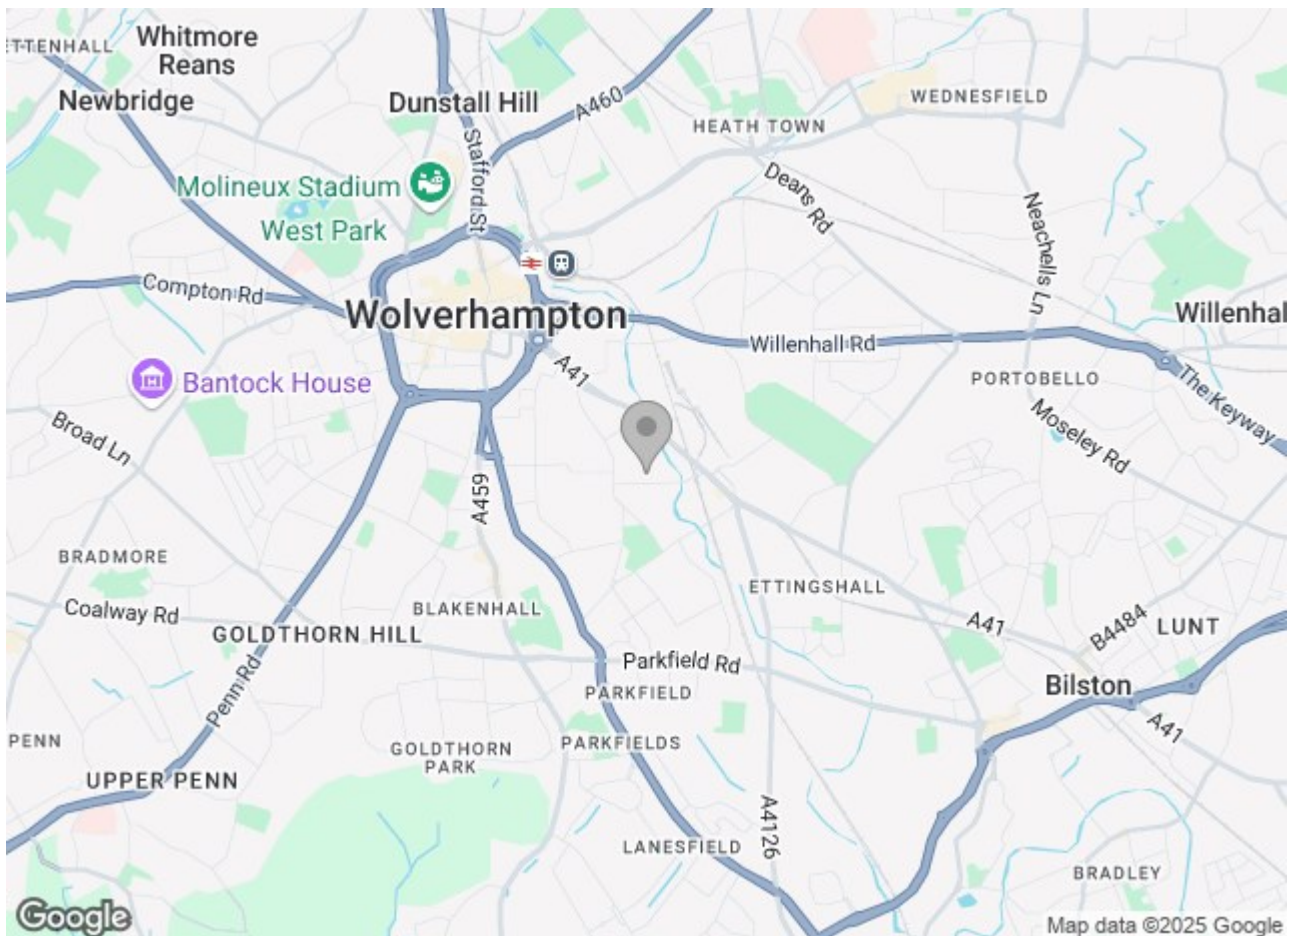 ETTENHALL
Whitmore
Reans
Newbridge
Dunstall Hill
A460
WEDNESFIELD
HEATH TOWN
Stafford St
Molineux Stadium
West Park
Deans Rd
Neachells Ln
Compton Rd
Wolverhampton
Willenhal
Willenhall Rd
A41
Bantock House
PORTOBELLO
The Keyway
Broad Ln
Moseley Rd
A459
BRADMORE
ETTINGSHALL
Coalway Rd
BLAKENHALL
GOLDTHORN HILL
A41
B4484
LUNT
Parkfield Rd
Penn Rd
PARKFIELD
Bilston
PENN
GOLDTHORN
PARK
PARKFIELDS
A41
UPPER PENN
A4126
LANESFIELD
BRADLEY
Google
Map data ©2025 Google